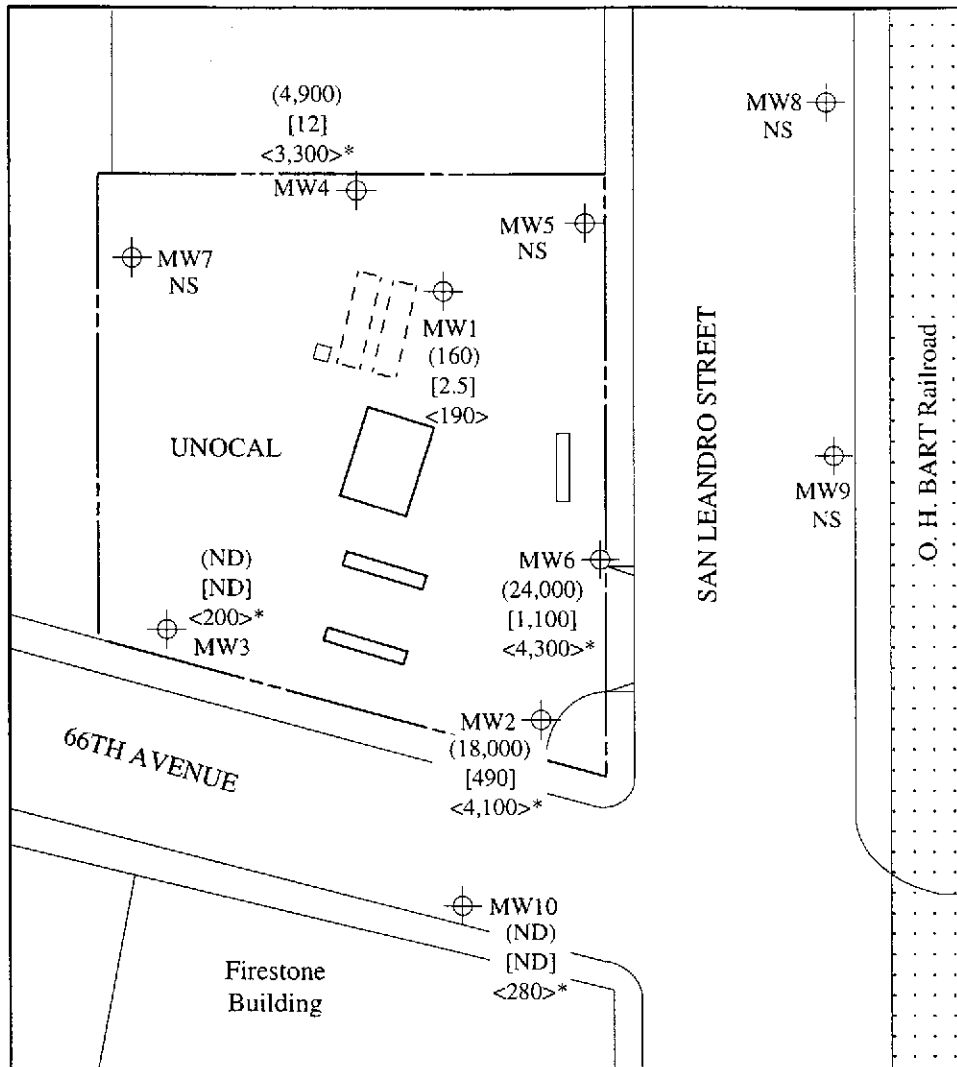 (4,900)
[12]
<3,300>*
MW4
MW8
NS
MW5
NS
MW7
NS
MW1
(160)
[2.5]
<190>
UNOCAL
SAN LEANDRO STREET
O. H. BART Railroad
MW9
NS
(ND)
[ND]
<200>*
MW3
MW6
(24,000)
[1,100]
<4,300>*
MW2
(18,000)
[490]
<4,100>*
66TH AVENUE
MW10
(ND)
[ND]
<280>*
Firestone
Building